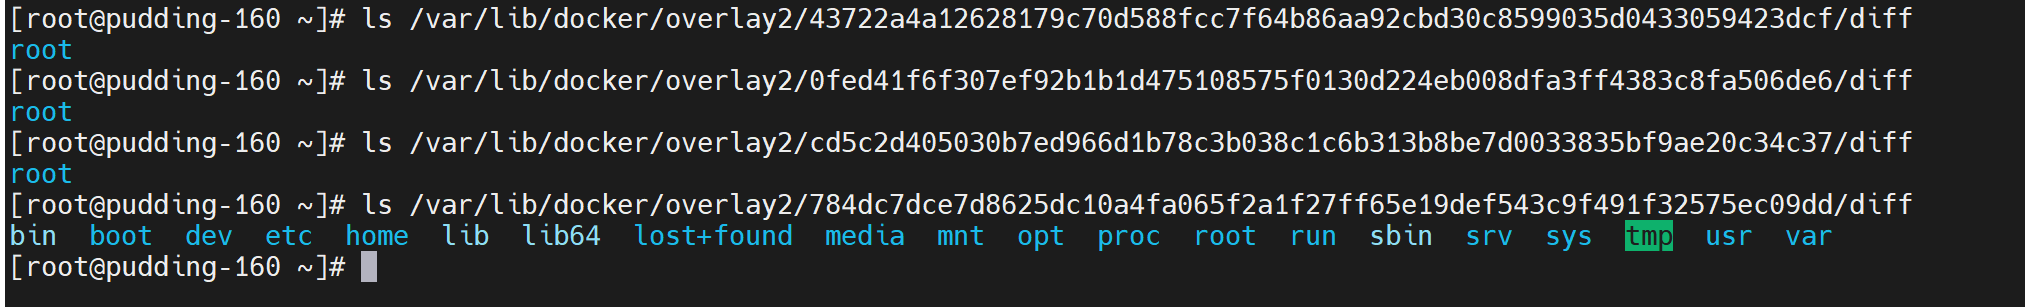 [root@pudding-160 ~]# ls /var/lib/docker/overlay2/43722a4a12628179c70d588fcc7f64b86aa92cbd30c8599035d0433059423dcf/diff
root
[root@pudding-160 ~]# ls /var/lib/docker/overlay2/0fed41f6f307ef92b1b1d475108575f0130d224eb008dfa3ff4383c8fa506de6/diff
root
[root@pudding-160 ~]# ls /var/lib/docker/overlay2/cd5c2d405030b7ed966d1b78c3b038c1c6b313b8be7d0033835bf9ae20c34c37/diff
root
[root@pudding-160 ~]# ls /var/lib/docker/overlay2/784dc7dce7d8625dc10a4fa065f2a1f27ff65e19def543c9f491f32575ec09dd/diff
bin boot dev etc home lib lib64 lost+found media mnt opt proc root run sbin srv sys tmp usr var
[root@pudding-160 ~]#